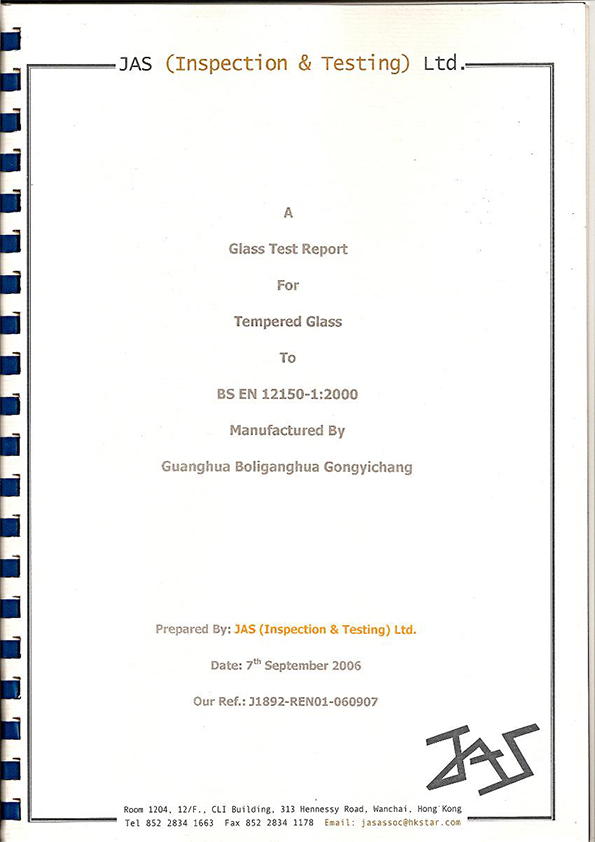 JAS (Inspection & Testing) Ltd.
A
Glass Test Report
For
Tempered Glass
To
BS EN 12150-1:2000
Manufactured By
Guanghua Boliganghua Gongyichang
Prepared By: JAS (Inspection & Testing) Ltd.
Date: 7th September 2006
Our Ref.: J1892-REN01-060907
JAS
Room 1204, 12/F., CLI Building, 313 Hennessy Road, Wanchai, Hong Kong
Tel 852 2834 1663 Fax 852 2834 1178 Email: jasassoc@hkstar.com